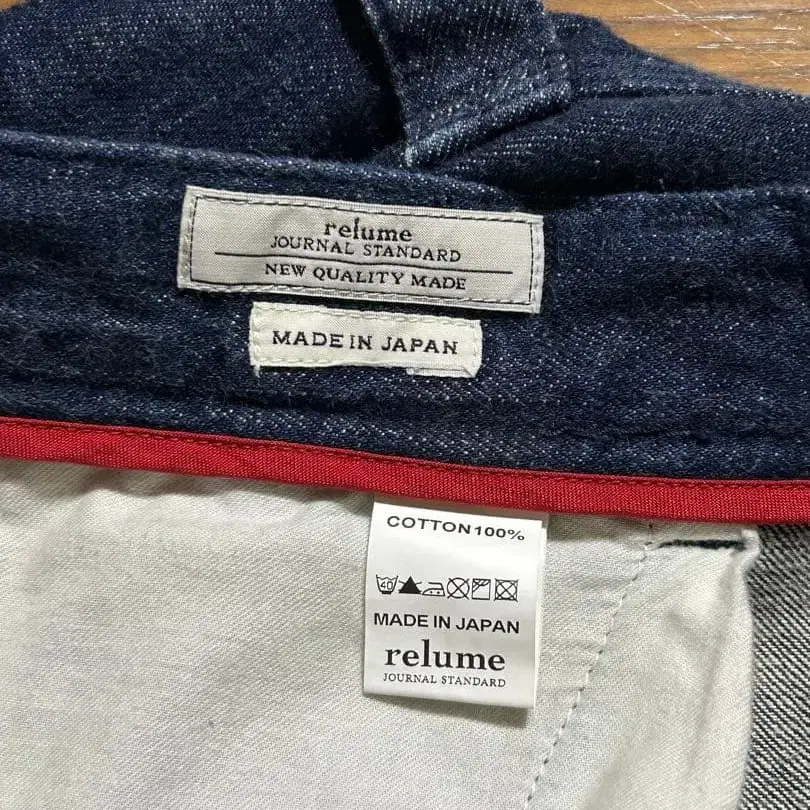 relume
JOURNAL STANDARD
NEW QUALITY MADE
MADE IN JAPAN
COTTON100%
40
MADE IN JAPAN
relume
JOURNAL STANDARD